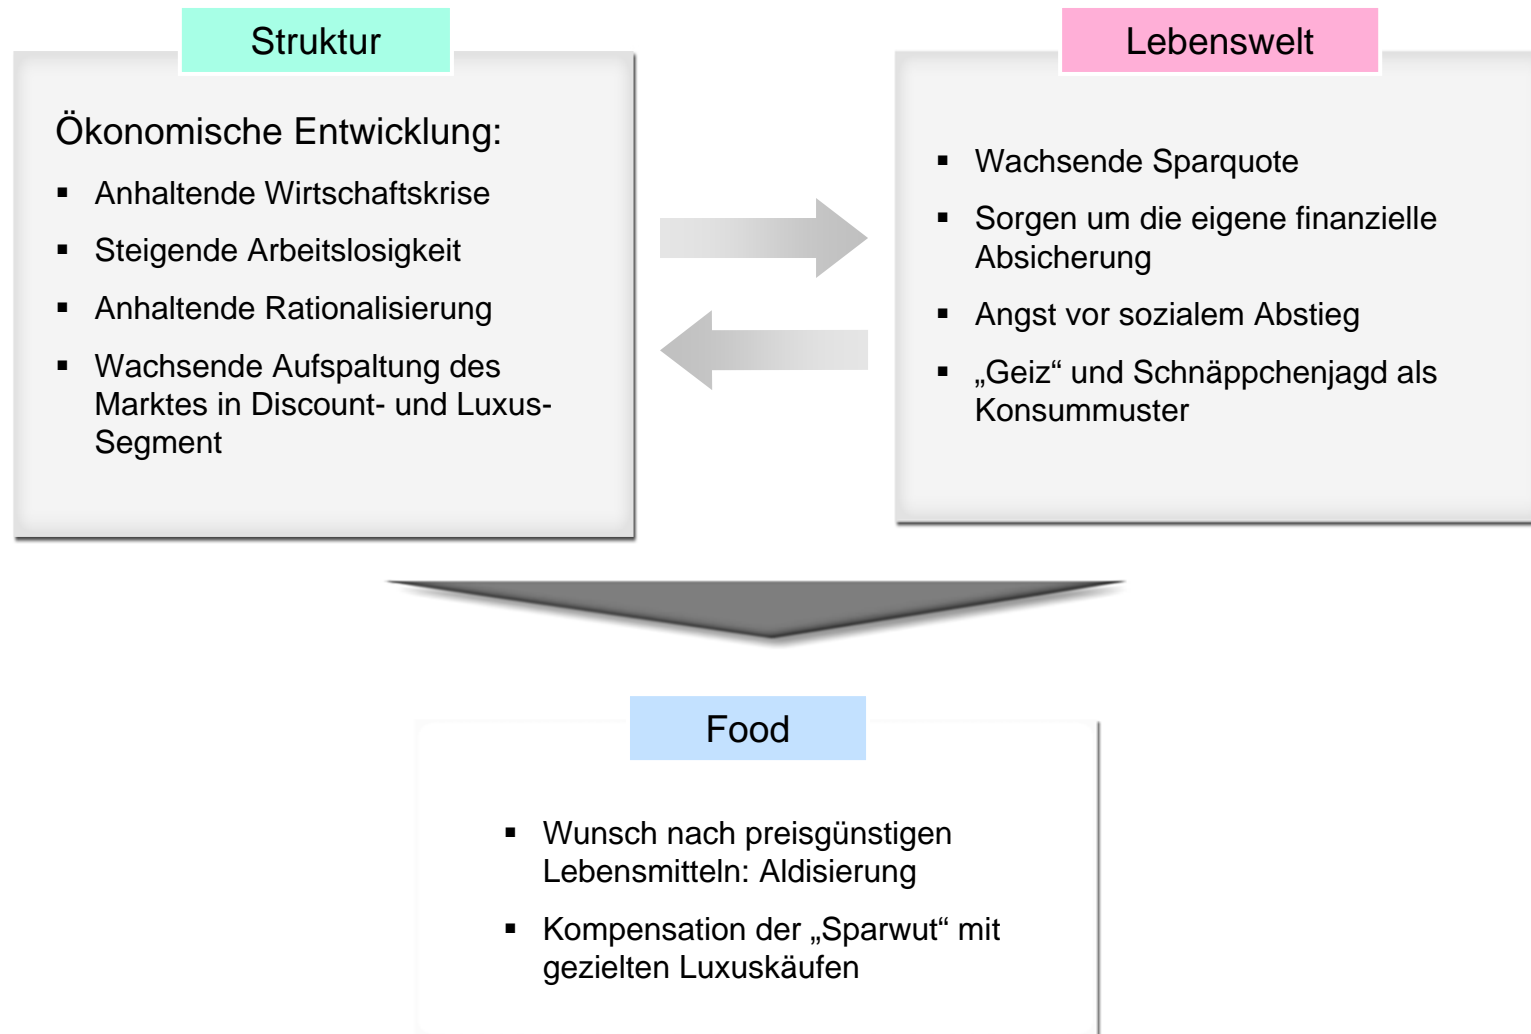 Struktur
Ökonomische Entwicklung:
▪ Anhaltende Wirtschaftskrise
▪ Steigende Arbeitslosigkeit
▪ Anhaltende Rationalisierung
▪ Wachsende Aufspaltung des
Marktes in Discount- und Luxus-
Segment
Lebenswelt
▪ Wachsende Sparquote
▪ Sorgen um die eigene finanzielle
Absicherung
▪ Angst vor sozialem Abstieg
▪ „Geiz“ und Schnäppchenjagd als
Konsummuster
Food
▪ Wunsch nach preisgünstigen
Lebensmitteln: Aldisierung
▪ Kompensation der „Sparwut“ mit
gezielten Luxuskäufen